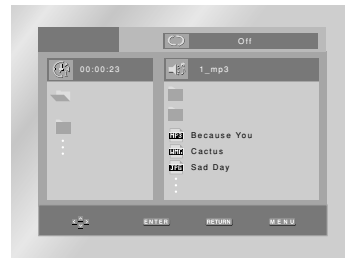 Off
00:00:23
1_mp3
MP3 Because You
WMA Cactus
JPG Sad Day
ENTER RETURN MENU